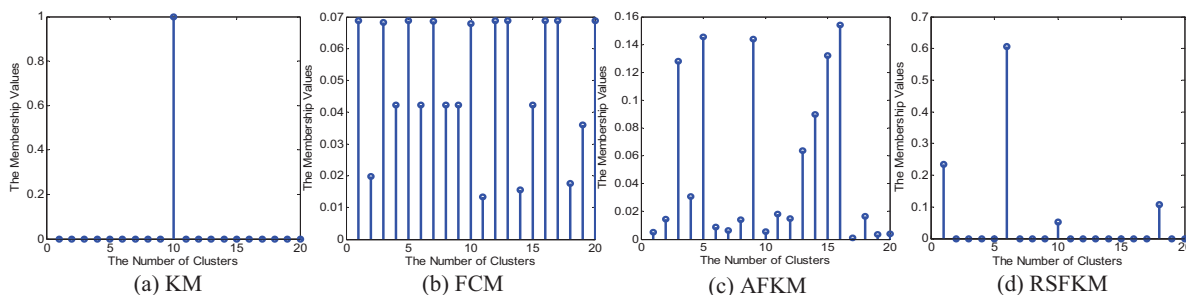 The Membership Values
1
0.8
0.6
0.4
0.2
0
0 5 10 15 20
The Number of Clusters
(a) KM
The Membership Values
0.07
0.06
0.05
0.04
0.03
0.02
0.01
0
0 5 10 15 20
The Number of Clusters
(b) FCM
The Membership Values
0.16
0.14
0.12
0.1
0.08
0.06
0.04
0.02
0
0 5 10 15 20
The Number of Clusters
(c) AFKM
The Membership Values
0.7
0.6
0.5
0.4
0.3
0.2
0.1
0
0 5 10 15 20
The Number of Clusters
(d) RSFKM